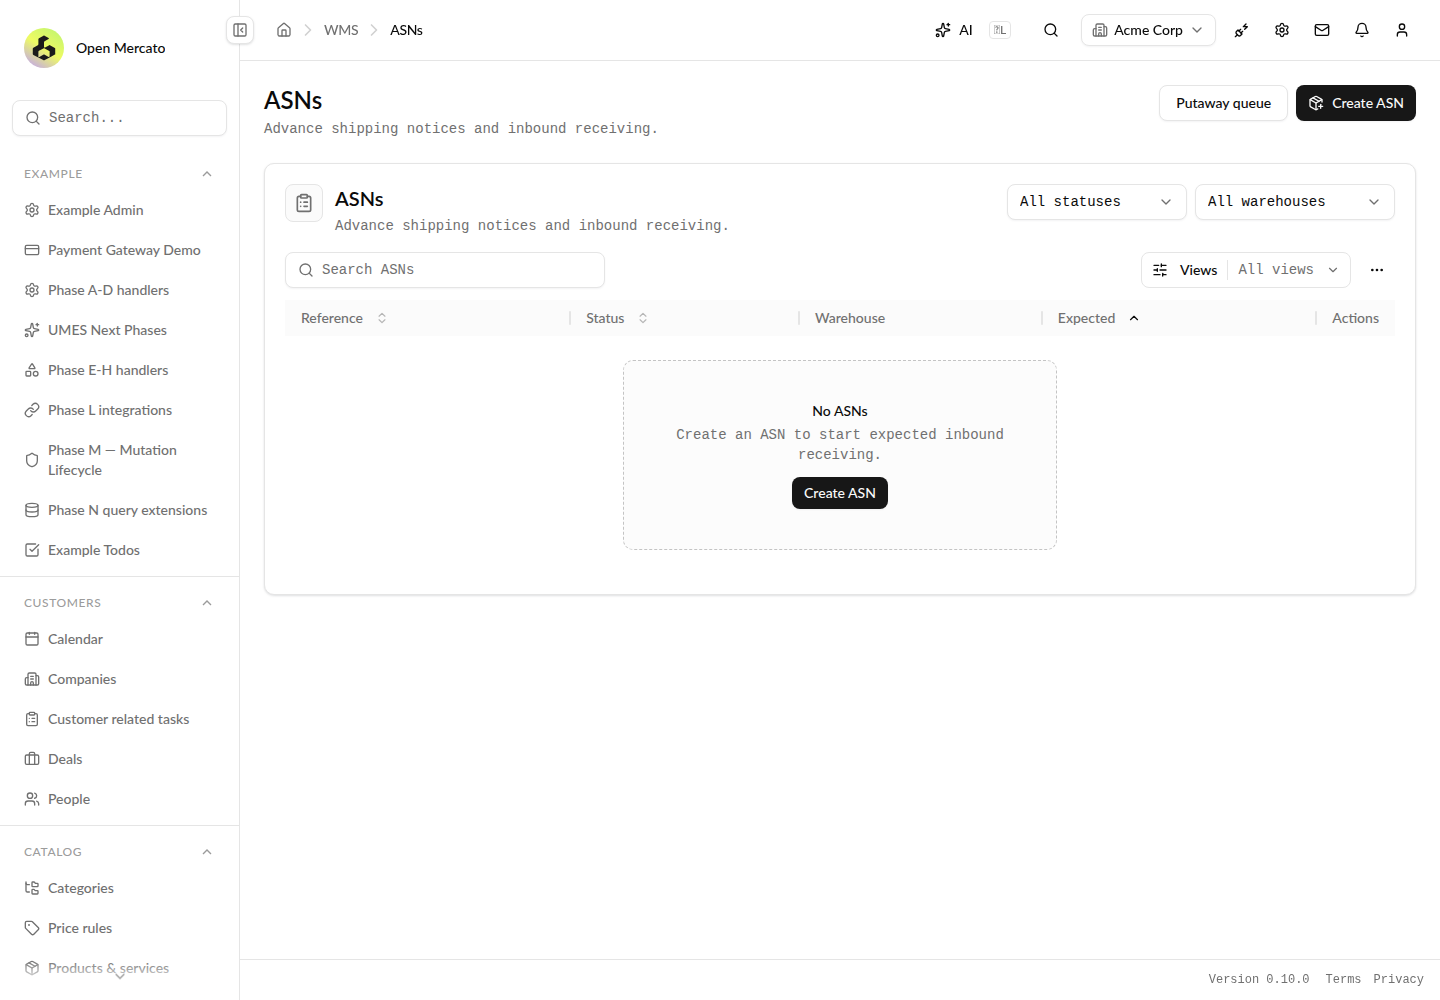 Open Mercato
Search...
EXAMPLE
Example Admin
Payment Gateway Demo
Phase A-D handlers
UMES Next Phases
Phase E-H handlers
Phase L integrations
Phase M — Mutation
Lifecycle
Phase N query extensions
Example Todos
CUSTOMERS
Calendar
Companies
Customer related tasks
Deals
People
CATALOG
Categories
Price rules
Products & services
WMS
ASNs
AI
L
Acme Corp
ASNs
Advance shipping notices and inbound receiving.
Putaway queue
Create ASN
ASNs
Advance shipping notices and inbound receiving.
All statuses
All warehouses
Search ASNs
Views
All views
Reference
Status
Warehouse
Expected
Actions
No ASNs
Create an ASN to start expected inbound
receiving.
Create ASN
Version 0.10.0
Terms
Privacy